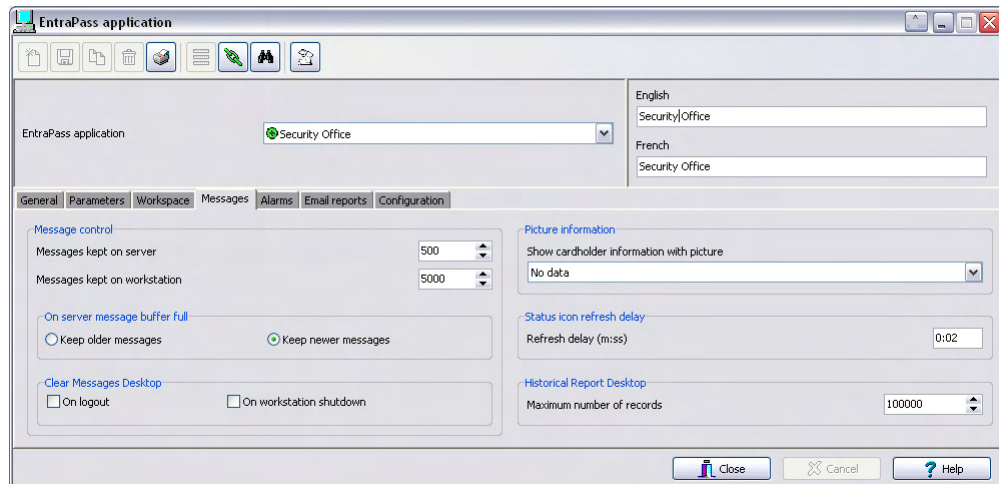 EntraPass application
English
Security Office
EntraPass application
Security Office
French
Security Office
General Parameters Workspace Messages Alarms Email reports Configuration
Message control
Messages kept on server 500
Messages kept on workstation 5000
On server message buffer full
Keep older messages Keep newer messages
Clear Messages Desktop
On logout On workstation shutdown
Picture information
Show cardholder information with picture
No data
Status icon refresh delay
Refresh delay (m:ss) 0:02
Historical Report Desktop
Maximum number of records 100000
Close Cancel Help